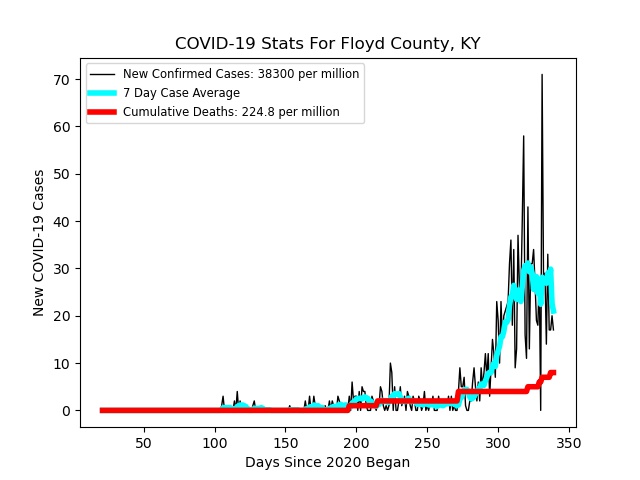 COVID-19 Stats For Floyd County, KY
New Confirmed Cases: 38300 per million
7 Day Case Average
Cumulative Deaths: 224.8 per million
New COVID-19 Cases
70
60
50
40
30
20
10
0
50 100 150 200 250 300 350
Days Since 2020 Began